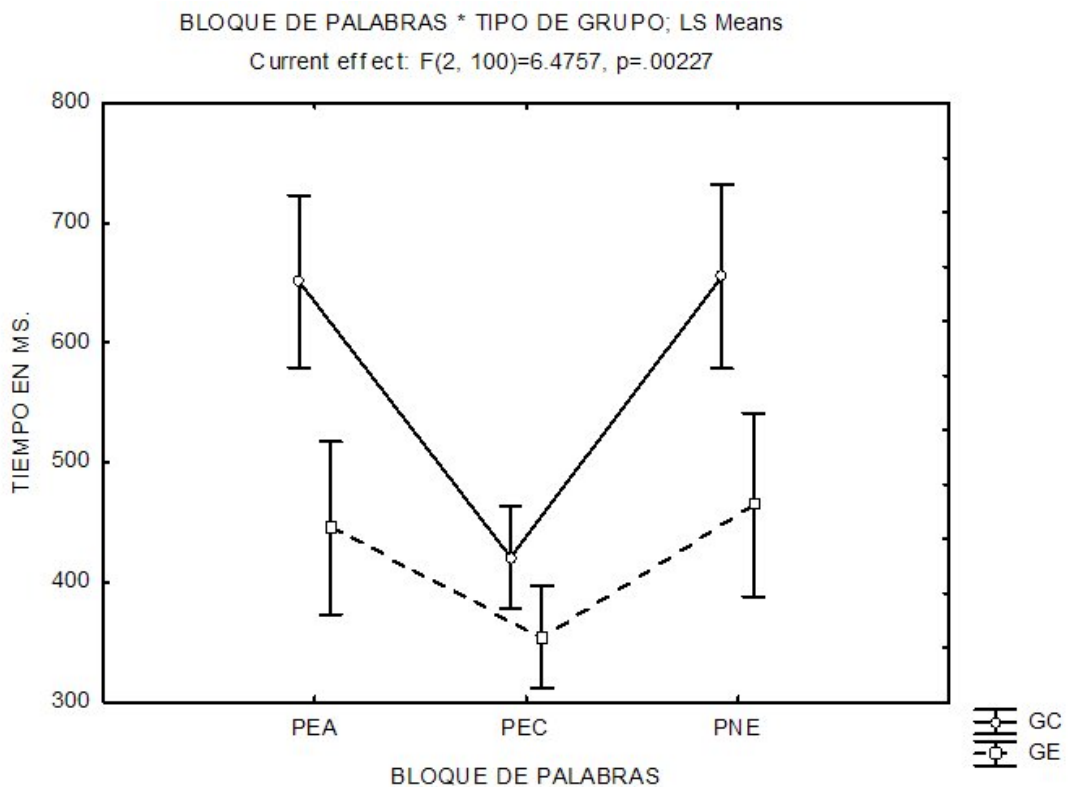 BLOQUE DE PALABRAS * TIPO DE GRUPO; LS Means
Current effect: F(2, 100)=6.4757, p=.00227
800
700
600
500
400
300
TIEMPO EN MS.
PEA PEC PNE
BLOQUE DE PALABRAS
GC
GE